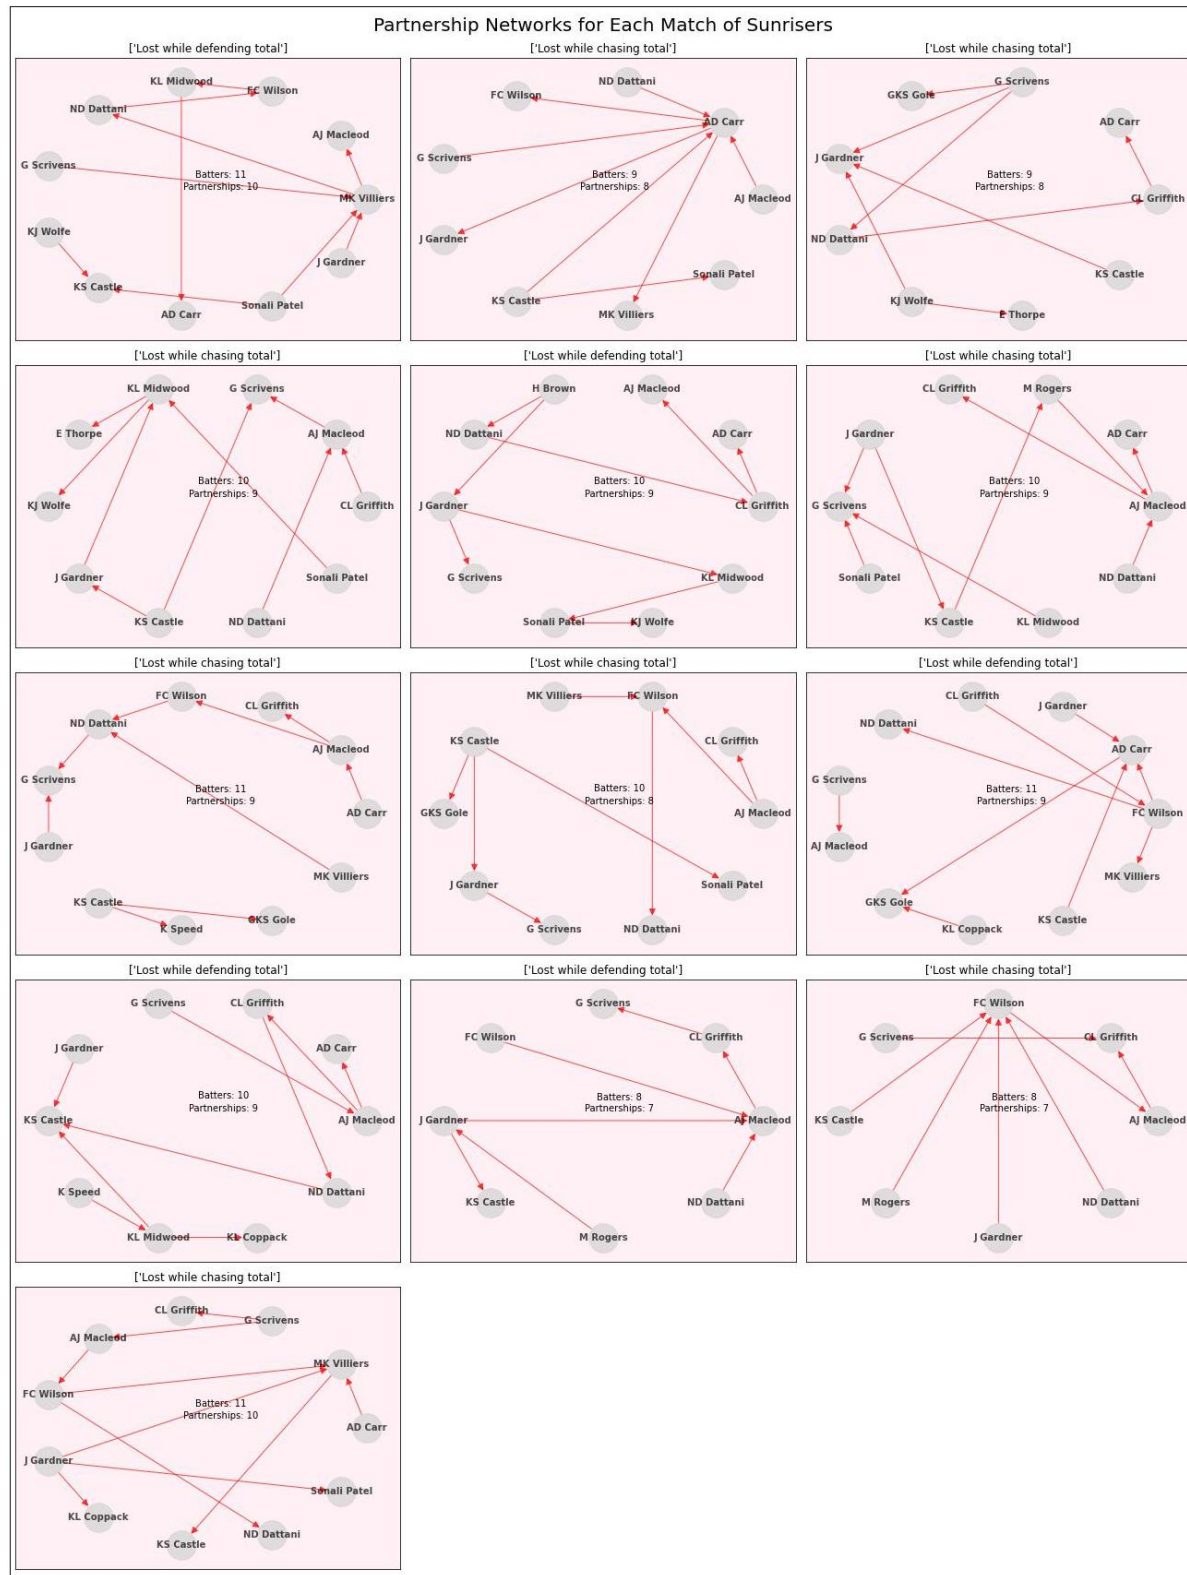 Partnership Networks for Each Match of Sunrisers
['Lost while defending total']
KL Midwood
FC Wilson
ND Dattani
AJ Macleod
G Scrivens
Batters: 11
Partnerships: 10
MK Villiers
KJ Wolfe
J Gardner
KS Castle
Sonali Patel
AD Carr
['Lost while chasing total']
ND Dattani
FC Wilson
AD Carr
G Scrivens
Batters: 9
Partnerships: 8
AJ Macleod
J Gardner
Sonali Patel
KS Castle
MK Villiers
['Lost while chasing total']
G Scrivens
GKS Gole
AD Carr
J Gardner
Batters: 9
Partnerships: 8
CL Griffith
ND Dattani
KS Castle
KJ Wolfe
E Thorpe
['Lost while chasing total']
KL Midwood
G Scrivens
E Thorpe
AJ Macleod
Batters: 10
Partnerships: 9
KJ Wolfe
CL Griffith
J Gardner
Sonali Patel
KS Castle
ND Dattani
['Lost while defending total']
H Brown
AJ Macleod
ND Dattani
AD Carr
Batters: 10
Partnerships: 9
J Gardner
CL Griffith
G Scrivens
KL Midwood
Sonali Patel
KJ Wolfe
['Lost while chasing total']
CL Griffith
M Rogers
J Gardner
AD Carr
Batters: 10
Partnerships: 9
G Scrivens
AJ Macleod
Sonali Patel
ND Dattani
KS Castle
KL Midwood
['Lost while chasing total']
FC Wilson
CL Griffith
ND Dattani
AJ Macleod
G Scrivens
Batters: 11
Partnerships: 9
AD Carr
J Gardner
MK Villiers
KS Castle
GKS Gole
K Speed
['Lost while chasing total']
MK Villiers
FC Wilson
KS Castle
CL Griffith
Batters: 10
Partnerships: 8
GKS Gole
AJ Macleod
J Gardner
Sonali Patel
G Scrivens
ND Dattani
['Lost while defending total']
CL Griffith
J Gardner
ND Dattani
AD Carr
G Scrivens
Batters: 11
Partnerships: 9
FC Wilson
AJ Macleod
MK Villiers
GKS Gole
KS Castle
KL Coppack
['Lost while defending total']
G Scrivens
CL Griffith
J Gardner
AD Carr
Batters: 10
Partnerships: 9
KS Castle
AJ Macleod
K Speed
ND Dattani
KL Midwood
KL Coppack
['Lost while defending total']
G Scrivens
FC Wilson
CL Griffith
Batters: 8
Partnerships: 7
J Gardner
AJ Macleod
KS Castle
ND Dattani
M Rogers
['Lost while chasing total']
FC Wilson
G Scrivens
CL Griffith
Batters: 8
Partnerships: 7
KS Castle
AJ Macleod
M Rogers
ND Dattani
J Gardner
['Lost while chasing total']
CL Griffith
G Scrivens
AJ Macleod
MK Villiers
FC Wilson
Batters: 11
Partnerships: 10
AD Carr
J Gardner
Sonali Patel
KL Coppack
ND Dattani
KS Castle